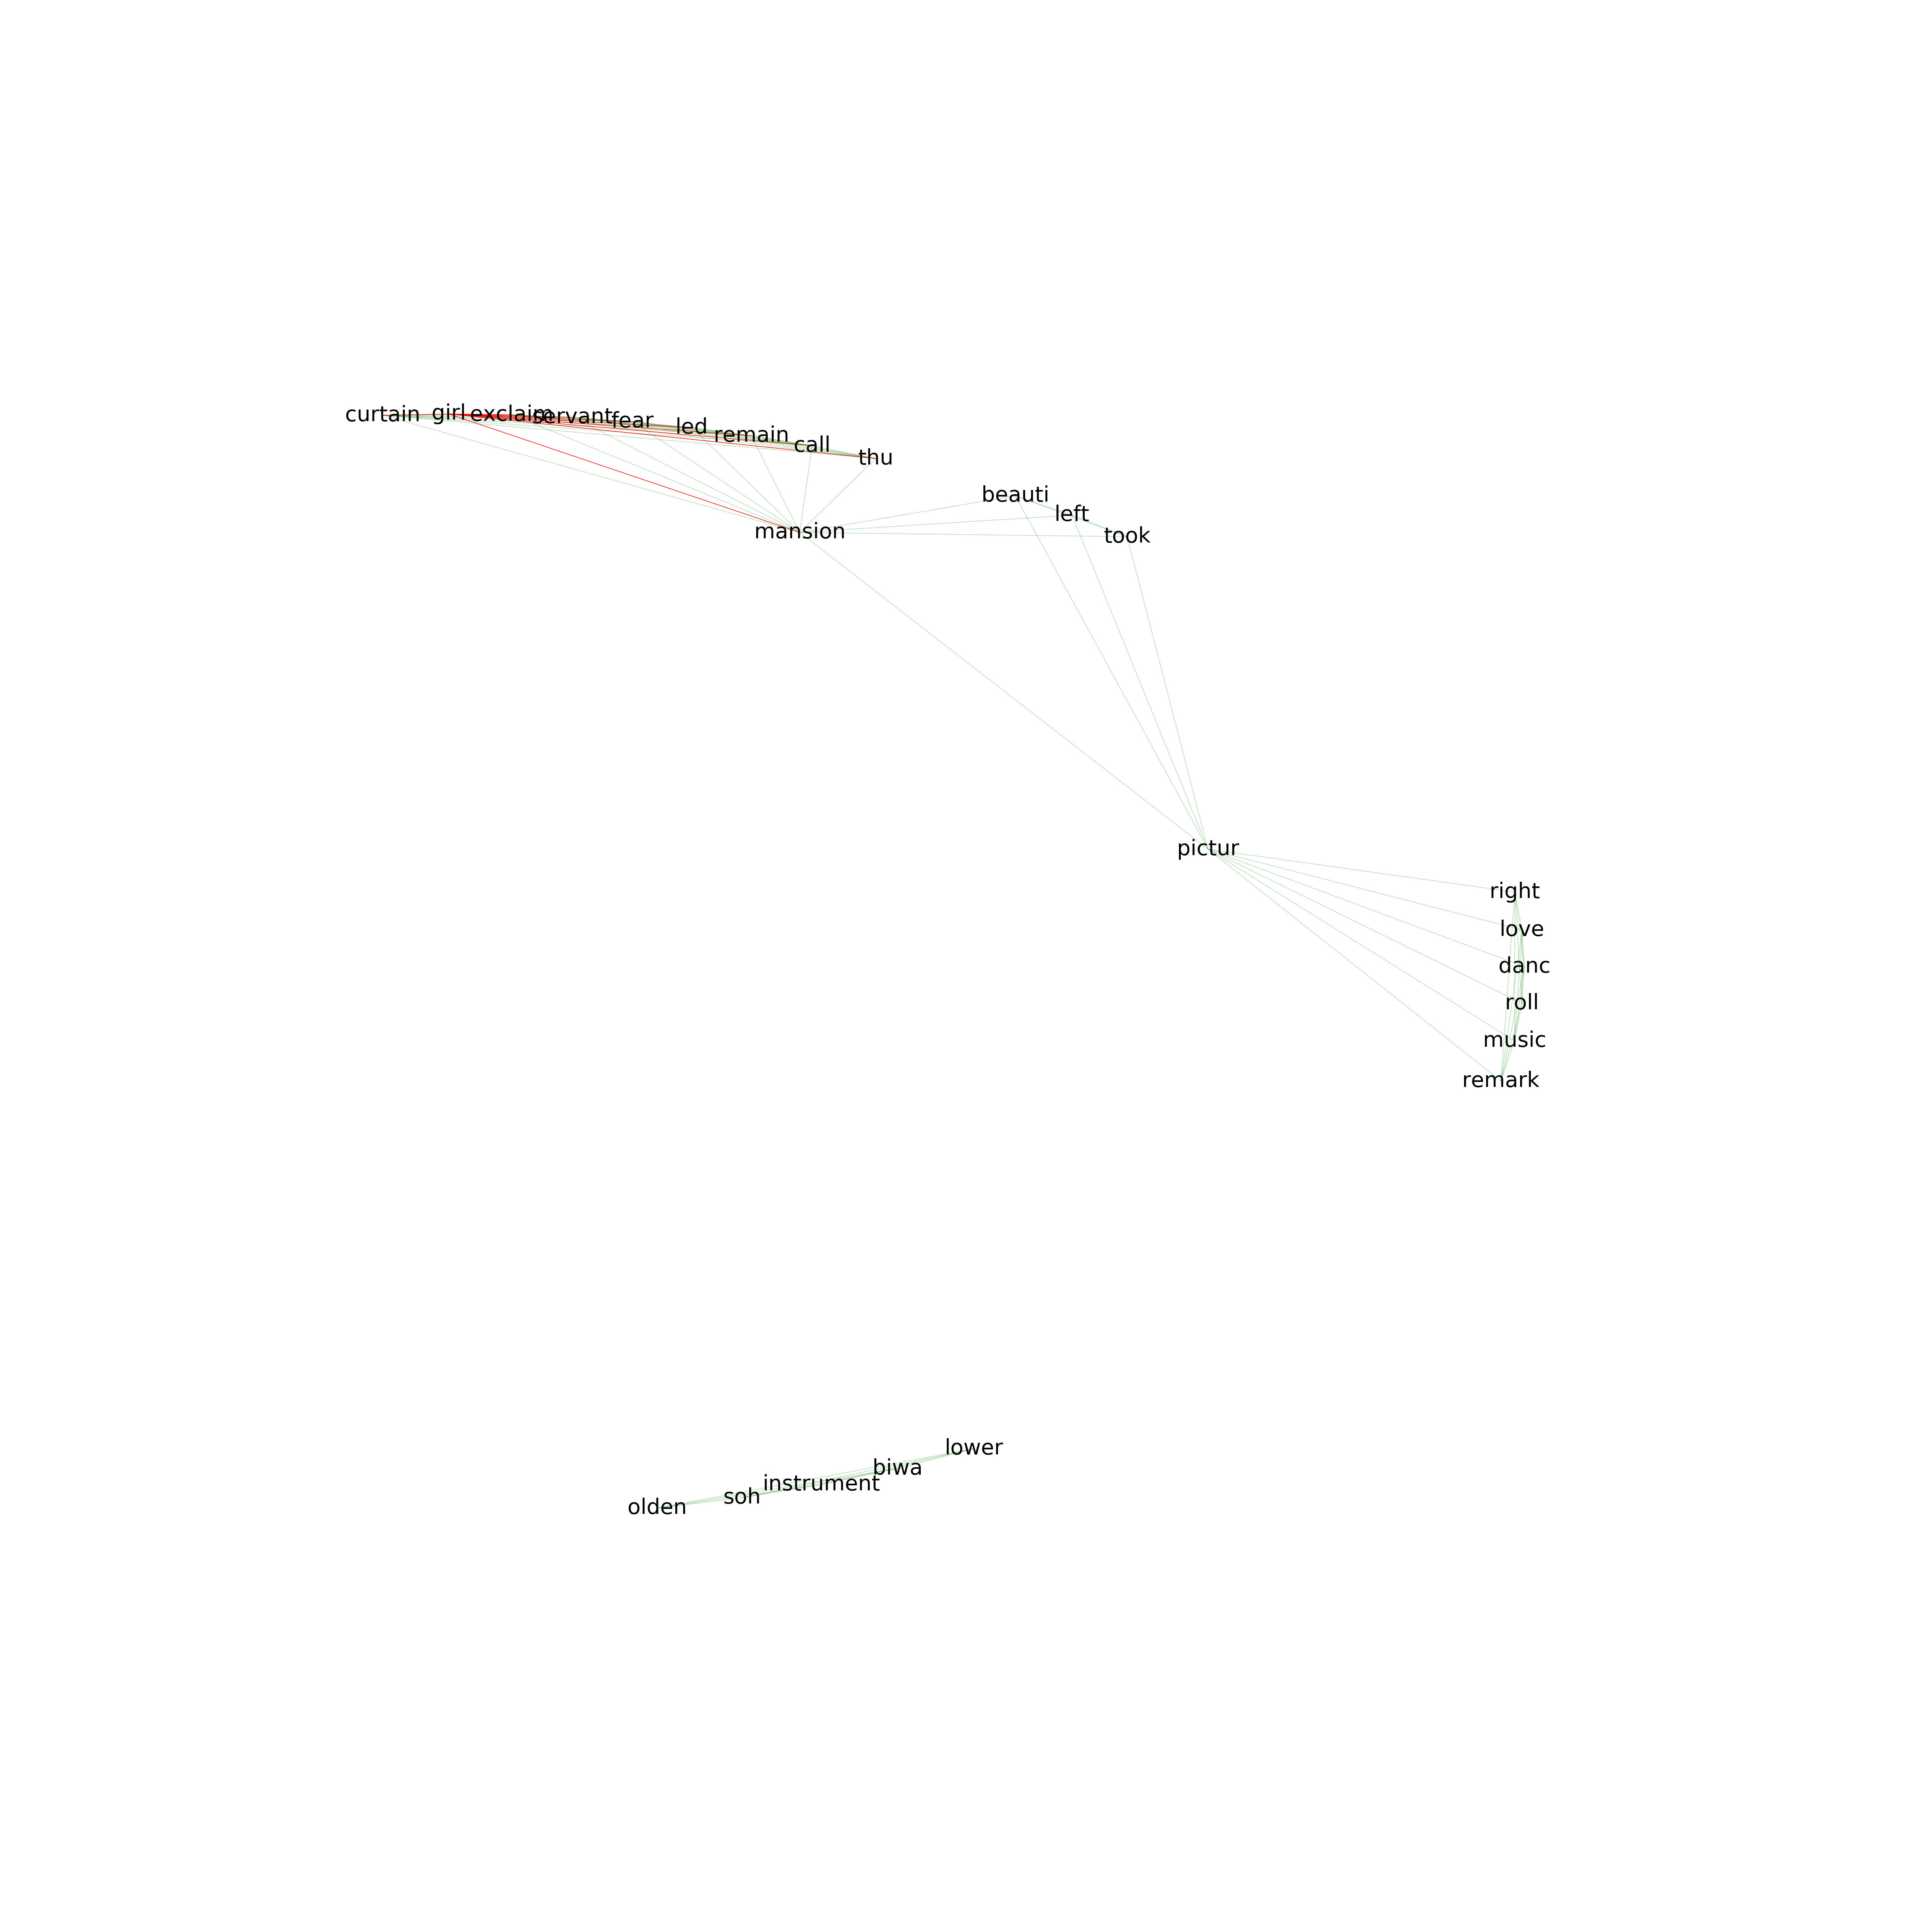 curtain
girl
exclaim
servant
fear
led
remain
call
thu
beauti
left
took
mansion
pictur
right
love
danc
roll
music
remark
lower
biwa
instrument
soh
olden